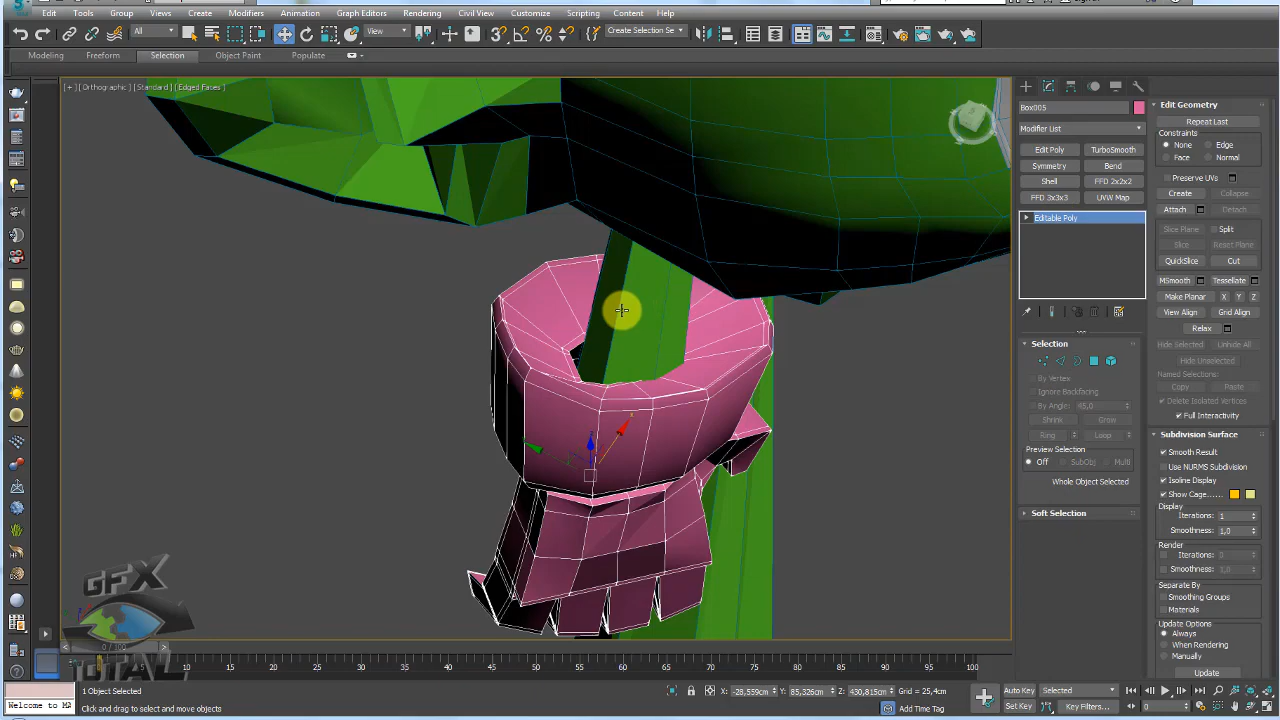 Edit Tools Group Views Create Modifiers Animation Graph Editors Rendering Civil View Customize Scripting Content Help
All View Create Selection Se
Modeling Freeform Selection Object Paint Populate
[+] [Orthographic] [Standard] [Edged Faces]
Box005
Modifier List
Edit Poly TurboSmooth
Symmetry Bend
Shell FFD 2x2x2
FFD 3x3x3 UVW Map
Editable Poly
Selection
By Vertex
Ignore Backfacing
By Angle: 45,0
Shrink Grow
Ring Loop
Preview Selection
Off SubObj Multi
Whole Object Selected
Soft Selection
Edit Geometry
Repeat Last
Constraints
None Edge
Face Normal
Preserve UVs
Create Collapse
Attach Detach
Slice Plane Split
Slice Reset Plane
QuickSlice Cut
MSmooth Tessellate
Make Planar X Y Z
View Align Grid Align
Relax
Hide Selected Unhide All
Hide Unselected
Named Selections:
Copy Paste
Delete Isolated Vertices
Full Interactivity
Subdivision Surface
Smooth Result
Use NURMS Subdivision
Isoline Display
Show Cage......
Display
Iterations: 1
Smoothness: 1,0
Render
Iterations: 0
Smoothness: 1,0
Separate By
Smoothing Groups
Materials
Update Options
Always
When Rendering
Manually
Update
GFX
TOTAL
0 / 100
5 10 15 20 25 30 35 40 45 50 55 60 65 70 75 80 85 90 95 100
1 Object Selected X: -28,559cm Y: 85,326cm Z: 430,815cm Grid = 25,4cm Auto Key Selected
Welcome to MA Click and drag to select and move objects Add Time Tag Set Key Key Filters... 0